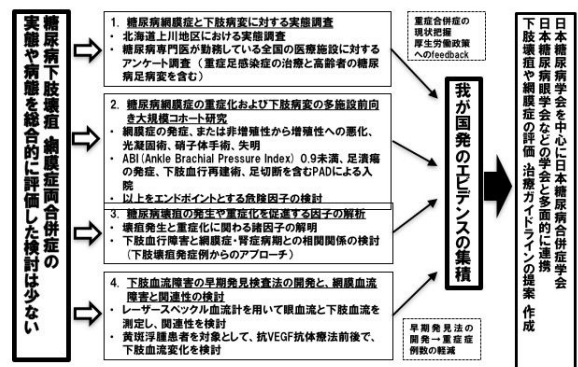 糖尿病下肢壊疽・網膜症両合併症の
実態や病態を総合的に評価した検討は少ない
1. 糖尿病網膜症と下肢病変に対する実態調査
・ 北海道上川地区における実態調査
・ 糖尿病専門医が勤務している全国の医療施設に対する
アンケート調査(重症足感染症の治療と高齢者の糖尿
病足病変を含む)
2. 糖尿病網膜症の重症化および下肢病変の多施設前向
き大規模コホート研究
・ 網膜症の発症、または非増殖性から増殖性への悪化、
光凝固術、硝子体手術、失明
・ ABI(Ankle Brachial Pressure Index) 0.9未満、足潰瘍
の発症、下肢血行再建術、足切断を含むPADによる入
院
・ 以上をエンドポイントとする危険因子の検討
3. 糖尿病壊疽の発生や重症化を促進する因子の解析
・ 壊疽発生と重症化に関わる諸因子の解明
・ 下肢血行障害と網膜症・腎症病期との相関関係の検討
(下肢壊疽発症例からのアプローチ)
4. 下肢血流障害の早期発見検査法の開発と、網膜血流
障害と関連性の検討
・ レーザースペックル血流計を用いて眼血流と下肢血流を
測定し、関連性を検討
・ 黄斑浮腫患者を対象として、抗VEGF抗体療法前後で、
下肢血流変化を検討
重症合併症の
現状把握
厚生労働政策
へのfeedback
我が国発のエビデンスの集積
早期発見法の
開発→重症症
例数の軽減
日本糖尿病学会を中心に日本糖尿病合併症学会
日本糖尿病眼学会などの学会と多面的に連携
下肢壊疽や網膜症の評価・治療ガイドラインの提案・作成